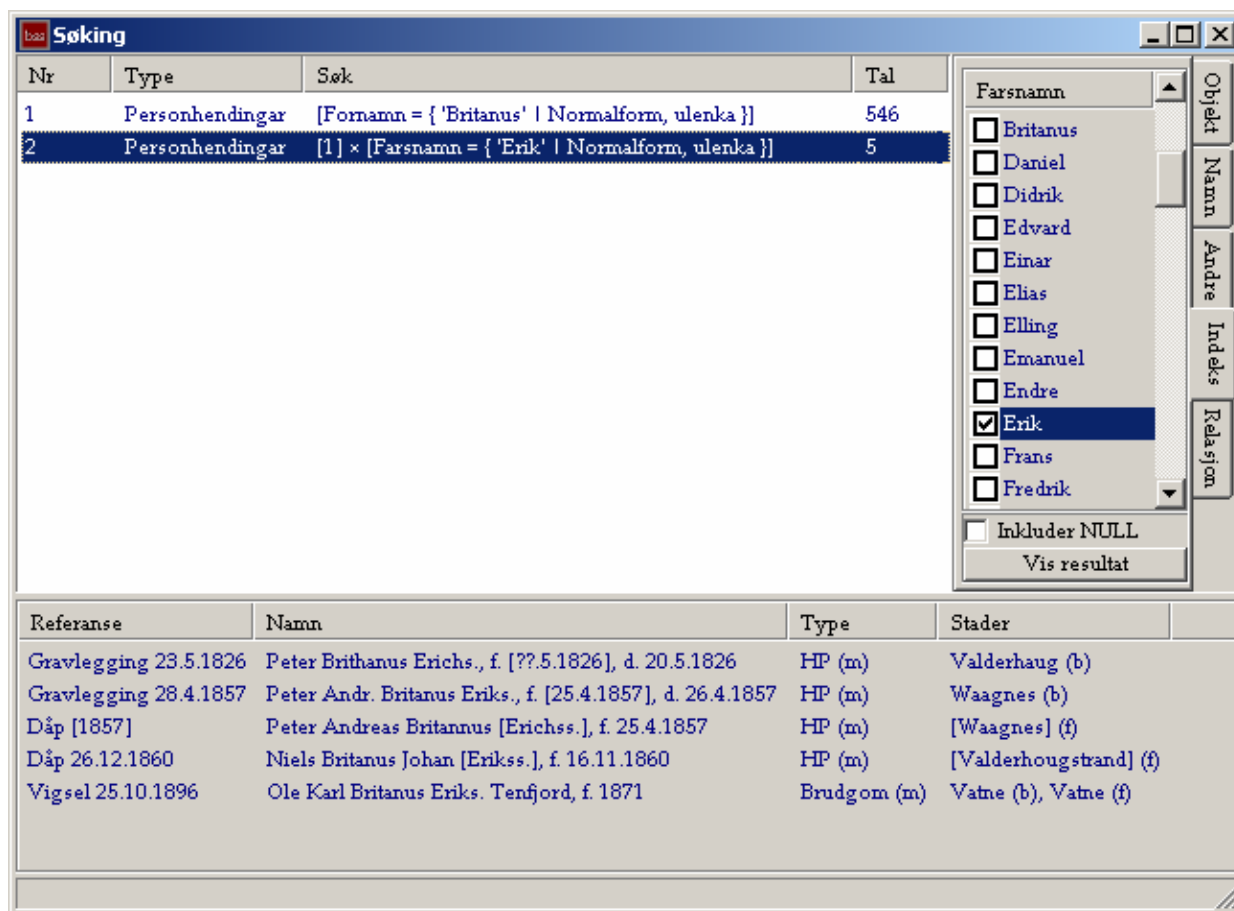 bss Søking
Nr Type Søk Tal
1 Personhendingar [Fornamn = { 'Britanus' | Normalform, ulenka }] 546
2 Personhendingar [1] × [Farsnamn = { 'Erik' | Normalform, ulenka }] 5
Farsnamn
Britanus
Daniel
Didrik
Edvard
Einar
Elias
Elling
Emanuel
Endre
Erik
Frans
Fredrik
Inkluder NULL
Vis resultat
Objekt
Namn
Andre
Indeks
Relasjon
Referanse Namn Type Stader
Gravlegging 23.5.1826 Peter Brithanus Erichs., f. [??.5.1826], d. 20.5.1826 HP (m) Valderhaug (b)
Gravlegging 28.4.1857 Peter Andr. Britanus Eriks., f. [25.4.1857], d. 26.4.1857 HP (m) Waagnes (b)
Dåp [1857] Peter Andreas Britannus [Erichss.], f. 25.4.1857 HP (m) [Waagnes] (f)
Dåp 26.12.1860 Niels Britanus Johan [Erikss.], f. 16.11.1860 HP (m) [Valderhougstrand] (f)
Vigsel 25.10.1896 Ole Karl Britanus Eriks. Tenfjord, f. 1871 Brudgom (m) Vatne (b), Vatne (f)